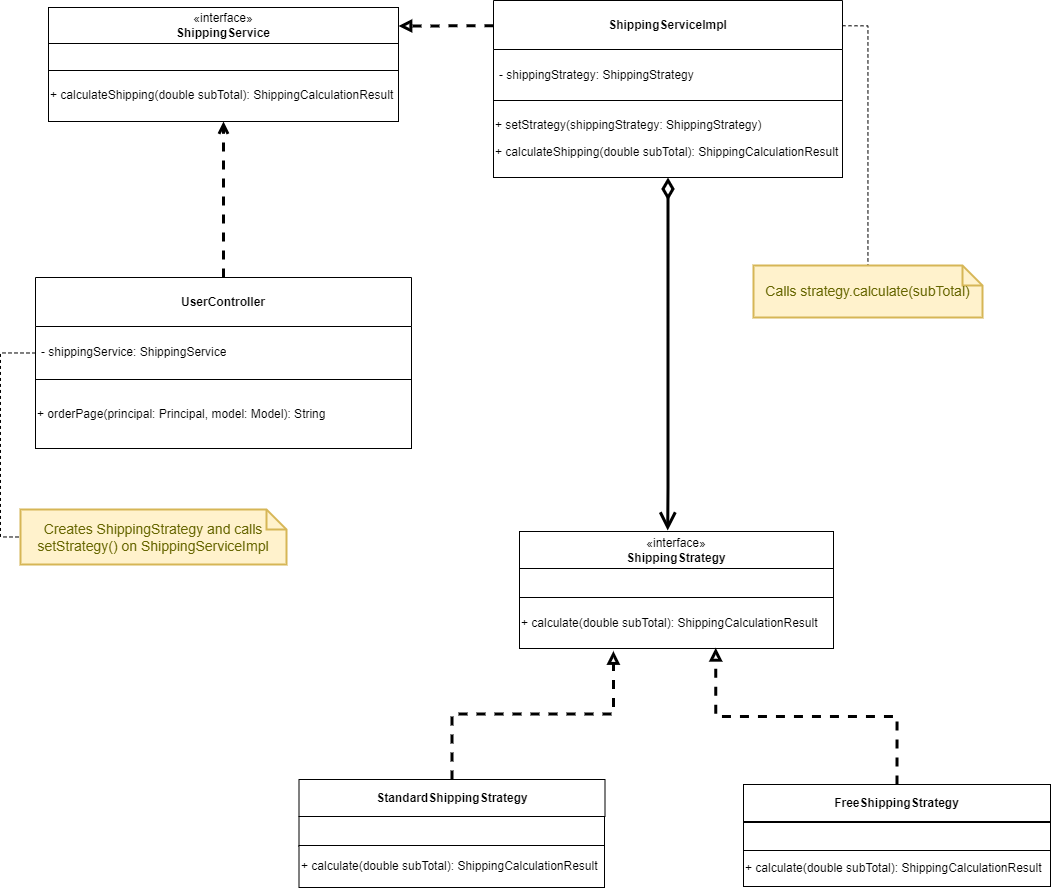 «interface»
ShippingService
+ calculateShipping(double subTotal): ShippingCalculationResult
ShippingServiceImpl
- shippingStrategy: ShippingStrategy
+ setStrategy(shippingStrategy: ShippingStrategy)
+ calculateShipping(double subTotal): ShippingCalculationResult
Calls strategy.calculate(subTotal)
UserController
- shippingService: ShippingService
+ orderPage(principal: Principal, model: Model): String
Creates ShippingStrategy and calls
setStrategy() on ShippingServiceImpl
«interface»
ShippingStrategy
+ calculate(double subTotal): ShippingCalculationResult
StandardShippingStrategy
+ calculate(double subTotal): ShippingCalculationResult
FreeShippingStrategy
+ calculate(double subTotal): ShippingCalculationResult